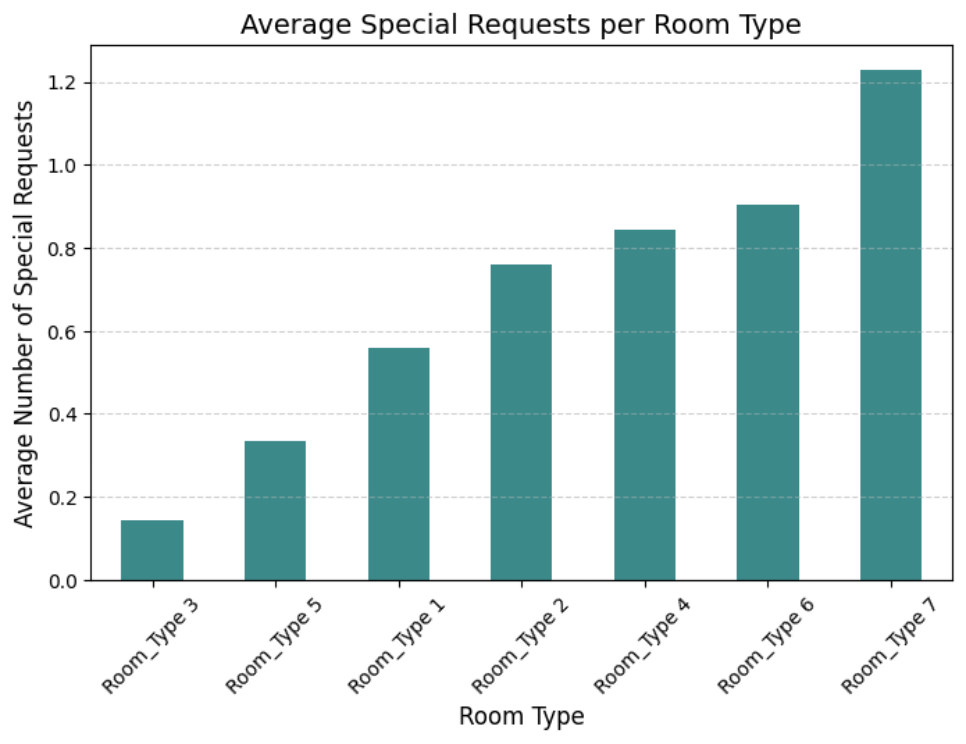 Average Special Requests per Room Type
Average Number of Special Requests
1.2
1.0
0.8
0.6
0.4
0.2
0.0
Room_Type 3
Room_Type 5
Room_Type 1
Room_Type 2
Room_Type 4
Room_Type 6
Room_Type 7
Room Type